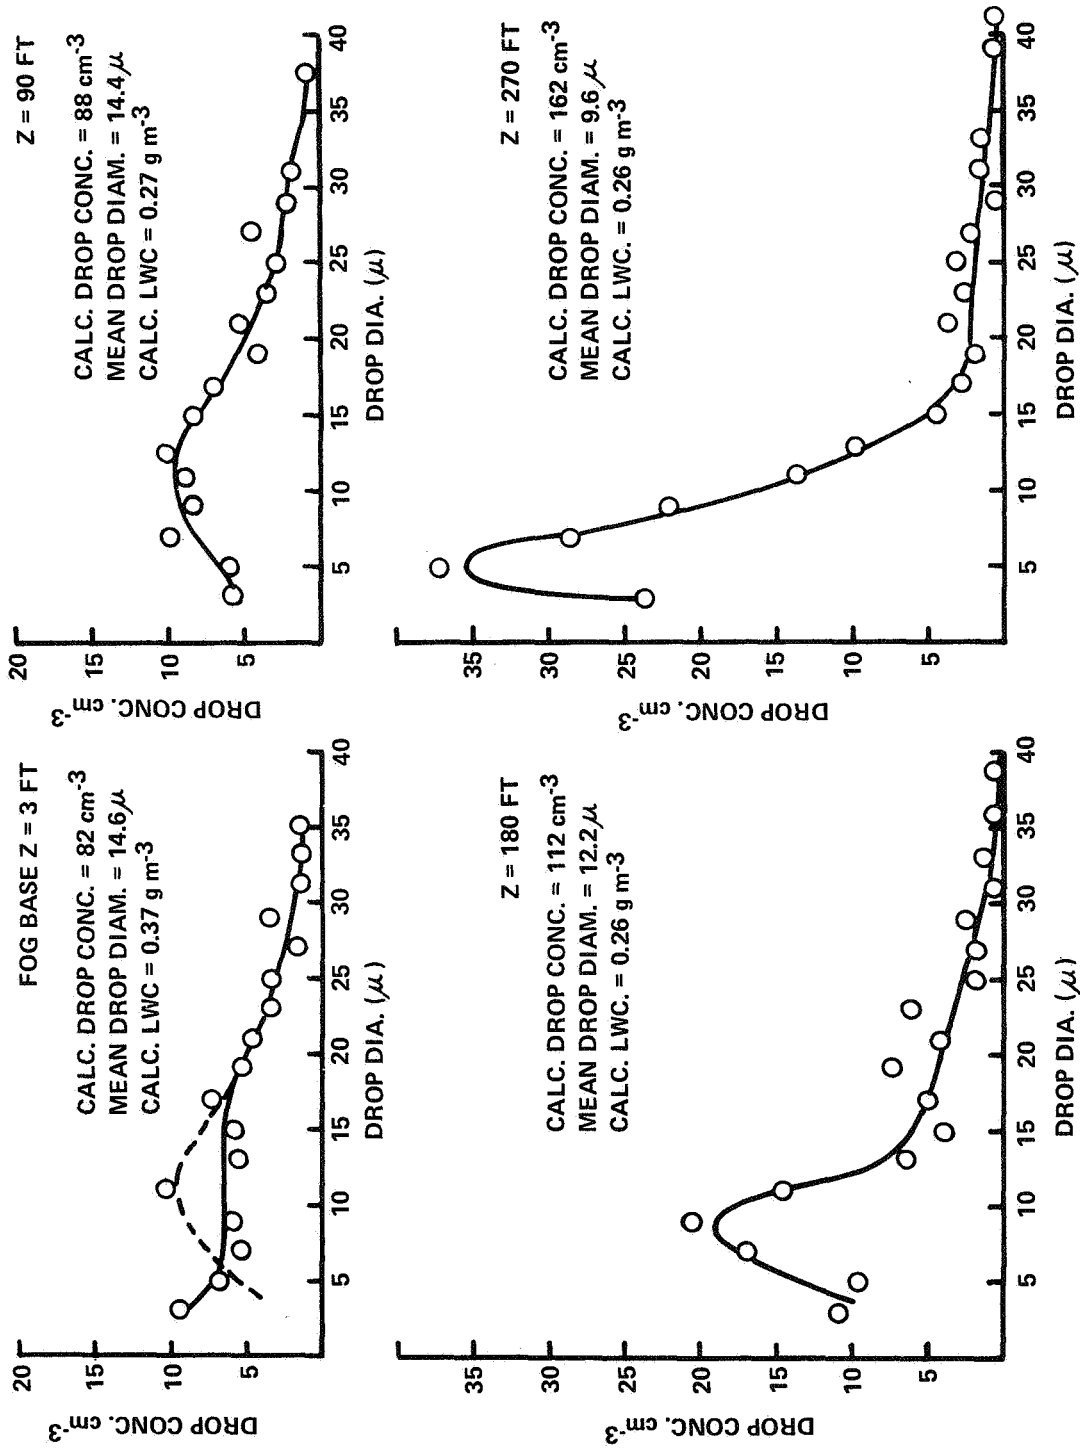 FOG BASE Z = 3 FT
CALC. DROP CONC. = 82 cm-3
MEAN DROP DIAM. = 14.6μ
CALC. LWC = 0.37 g m-3
DROP CONC. cm-3
20
15
10
5
5
10
15
20
25
30
35
40
DROP DIA. (μ)
Z = 90 FT
CALC. DROP CONC. = 88 cm-3
MEAN DROP DIAM. = 14.4μ
CALC. LWC = 0.27 g m-3
DROP CONC. cm-3
20
15
10
5
5
10
15
20
25
30
35
40
DROP DIA. (μ)
Z = 180 FT
CALC. DROP CONC. = 112 cm-3
MEAN DROP DIAM. = 12.2μ
CALC. LWC. = 0.26 g m-3
DROP CONC. cm-3
35
30
25
20
15
10
5
5
10
15
20
25
30
35
40
DROP DIA. (μ)
Z = 270 FT
CALC. DROP CONC. = 162 cm-3
MEAN DROP DIAM. = 9.6μ
CALC. LWC. = 0.26 g m-3
DROP CONC. cm-3
35
30
25
20
15
10
5
5
10
15
20
25
30
35
40
DROP DIA. (μ)